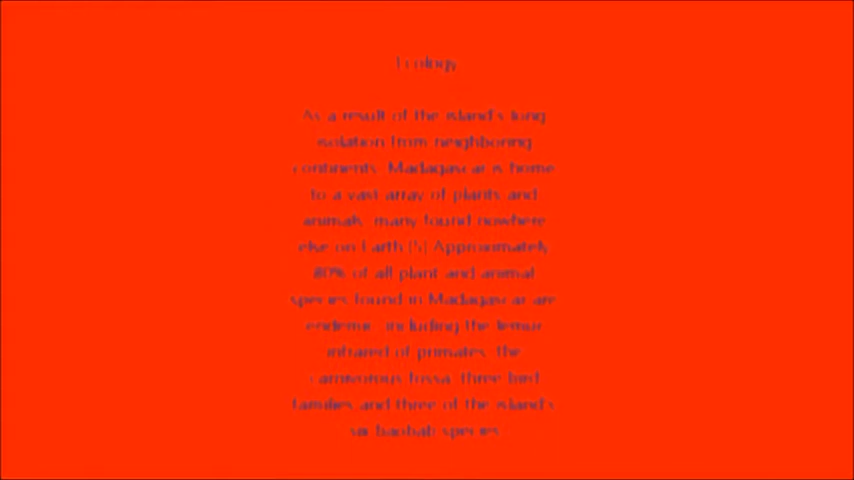 Ecology
As a result of the island's long
isolation from neighboring
continents, Madagascar is home
to a vast array of plants and
animals, many found nowhere
else on Earth.[5] Approximately
80% of all plant and animal
species found in Madagascar are
endemic, including the lemur
infrared of primates, the
carnivorous fossa, three bird
families and three of the island's
six baobab species.